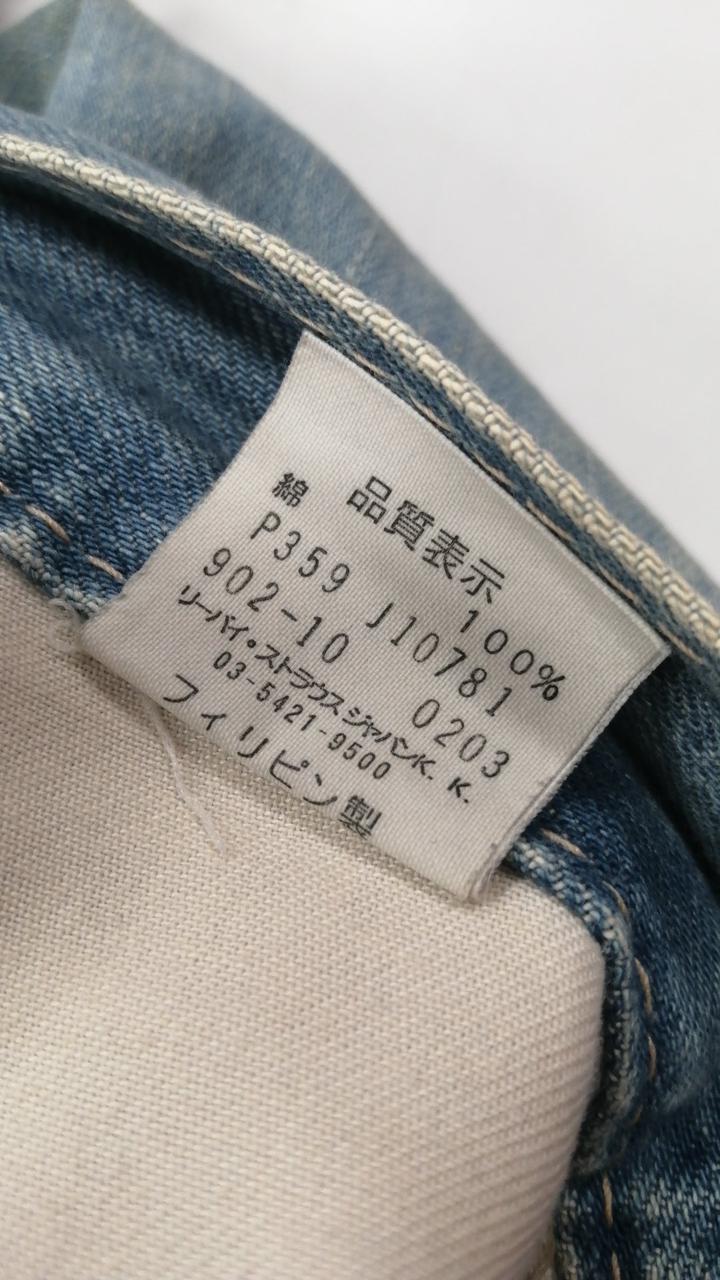 品質表示
綿 100%
P359 J10781
902-10 0203
リーバイ・ストラウス ジャパンK.K.
03-5421-9500
フィリピン製